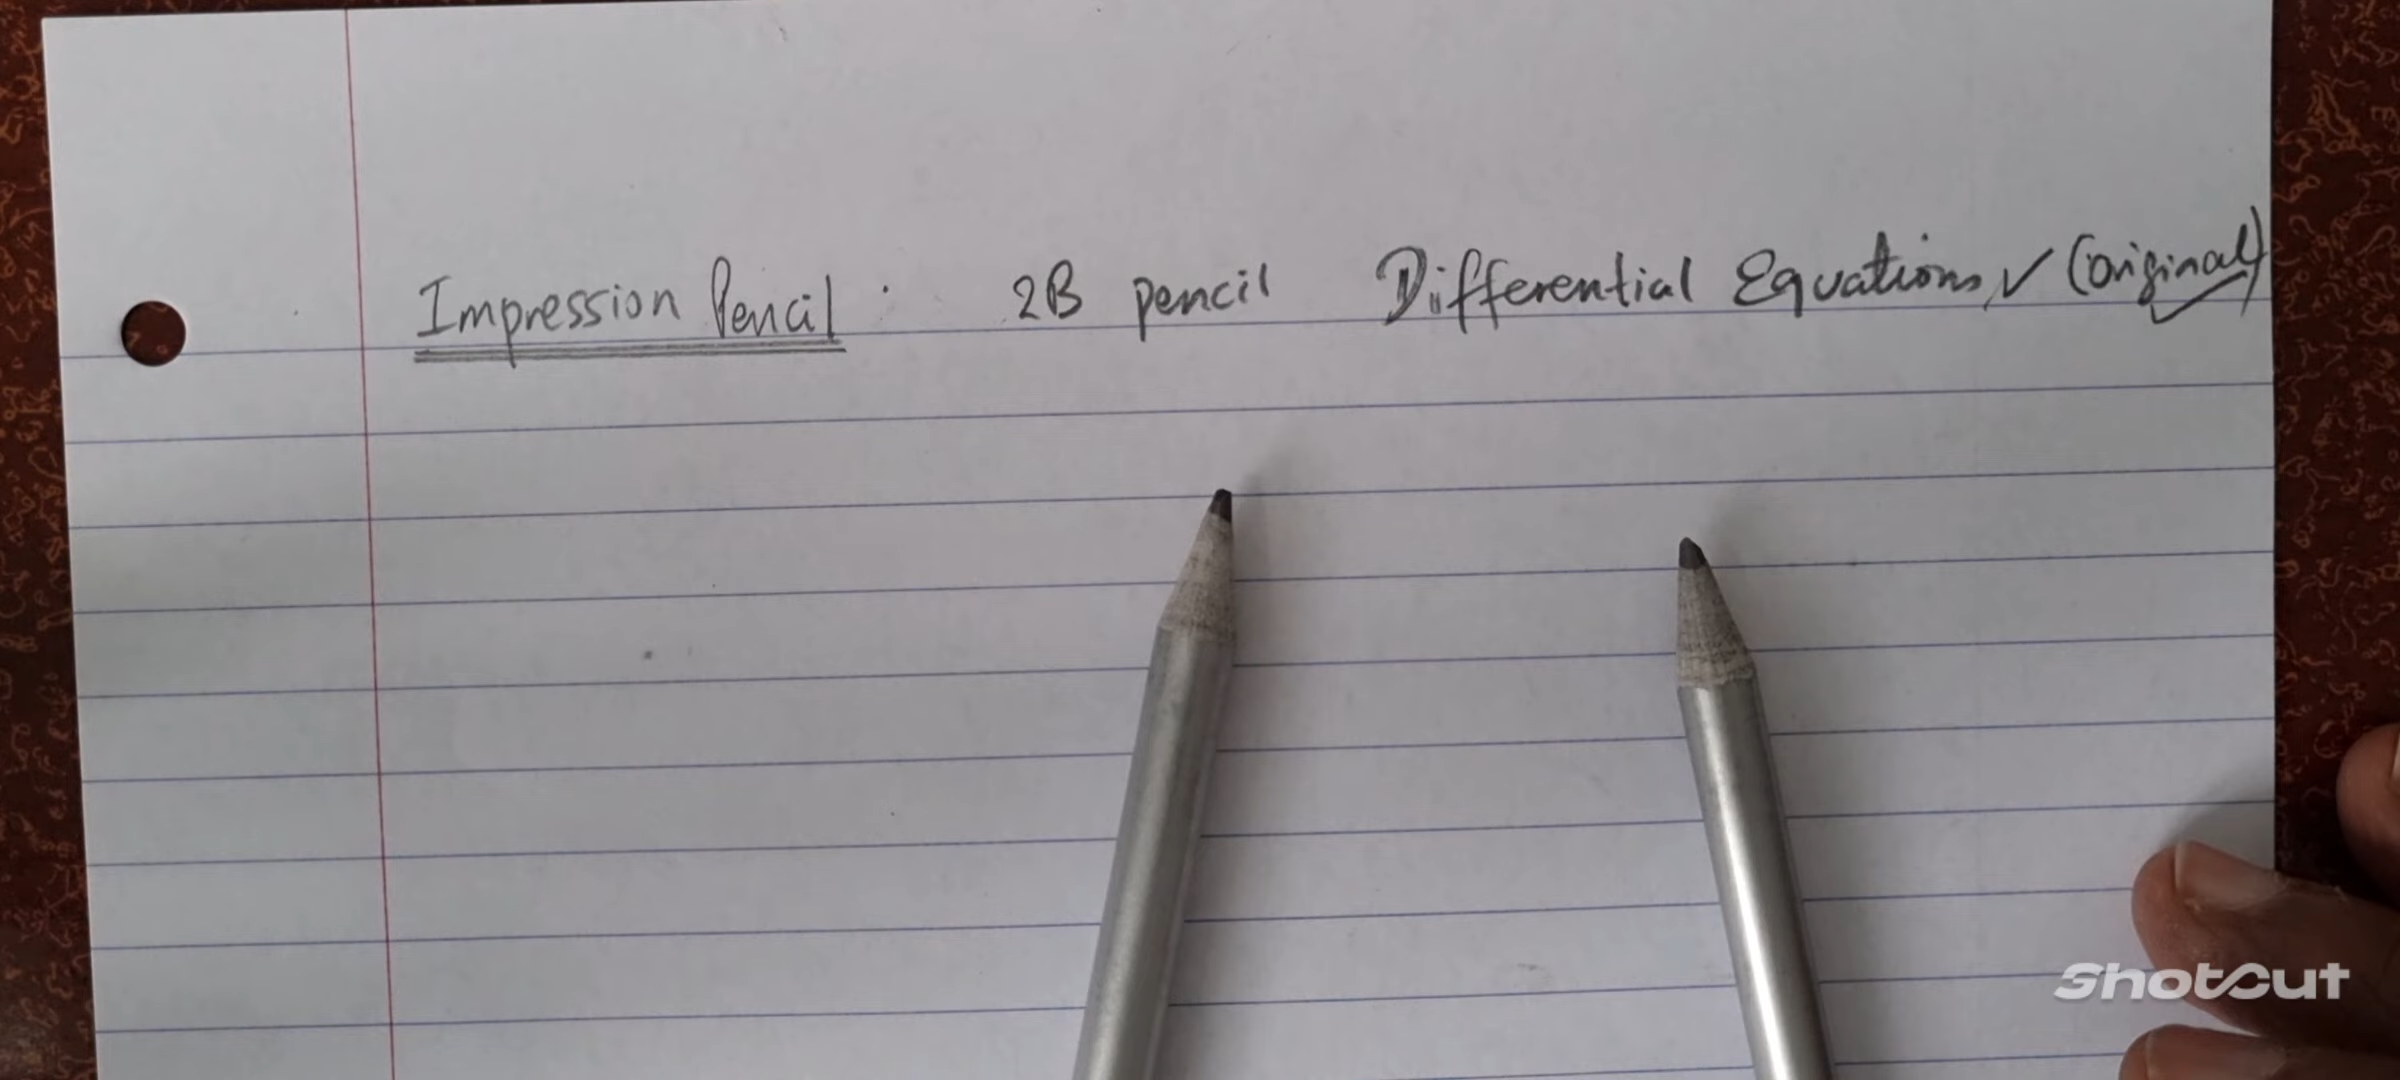 Impression Pencil : 2B pencil Differential Equations ✓ (original)
ShotCut